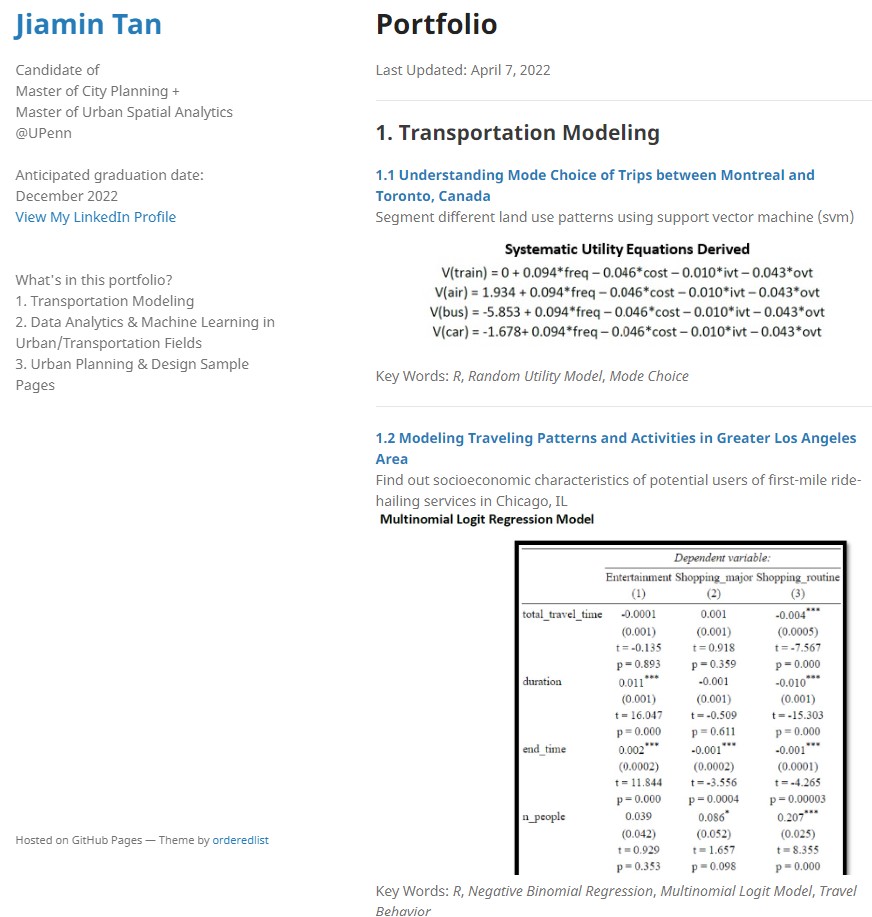 Jiamin Tan
Candidate of
Master of City Planning +
Master of Urban Spatial Analytics
@UPenn
Anticipated graduation date:
December 2022
View My LinkedIn Profile
What's in this portfolio?
1. Transportation Modeling
2. Data Analytics & Machine Learning in
Urban/Transportation Fields
3. Urban Planning & Design Sample
Pages
Hosted on GitHub Pages — Theme by orderedlist
Portfolio
Last Updated: April 7, 2022
1. Transportation Modeling
1.1 Understanding Mode Choice of Trips between Montreal and
Toronto, Canada
Segment different land use patterns using support vector machine (svm)
Systematic Utility Equations Derived
V(train) = 0 + 0.094*freq – 0.046*cost – 0.010*ivt – 0.043*ovt
V(air) = 1.934 + 0.094*freq – 0.046*cost – 0.010*ivt – 0.043*ovt
V(bus) = -5.853 + 0.094*freq – 0.046*cost – 0.010*ivt – 0.043*ovt
V(car) = -1.678+ 0.094*freq – 0.046*cost – 0.010*ivt – 0.043*ovt
Key Words: R, Random Utility Model, Mode Choice
1.2 Modeling Traveling Patterns and Activities in Greater Los Angeles
Area
Find out socioeconomic characteristics of potential users of first-mile ride-
hailing services in Chicago, IL
Multinomial Logit Regression Model
Dependent variable:
Entertainment Shopping_major Shopping_routine
(1) (2) (3)
total_travel_time -0.0001 0.001 -0.004***
(0.001) (0.001) (0.0005)
t = -0.135 t = 0.918 t = -7.567
p = 0.893 p = 0.359 p = 0.000
duration 0.011*** -0.001 -0.010***
(0.001) (0.001) (0.001)
t = 16.047 t = -0.509 t = -15.303
p = 0.000 p = 0.611 p = 0.000
end_time 0.002*** -0.001*** -0.001***
(0.0002) (0.0002) (0.0001)
t = 11.844 t = -3.556 t = -4.265
p = 0.000 p = 0.0004 p = 0.00003
n_people 0.039 0.086* 0.207***
(0.042) (0.052) (0.025)
t = 0.929 t = 1.657 t = 8.355
p = 0.353 p = 0.098 p = 0.000
Key Words: R, Negative Binomial Regression, Multinomial Logit Model, Travel
Behavior